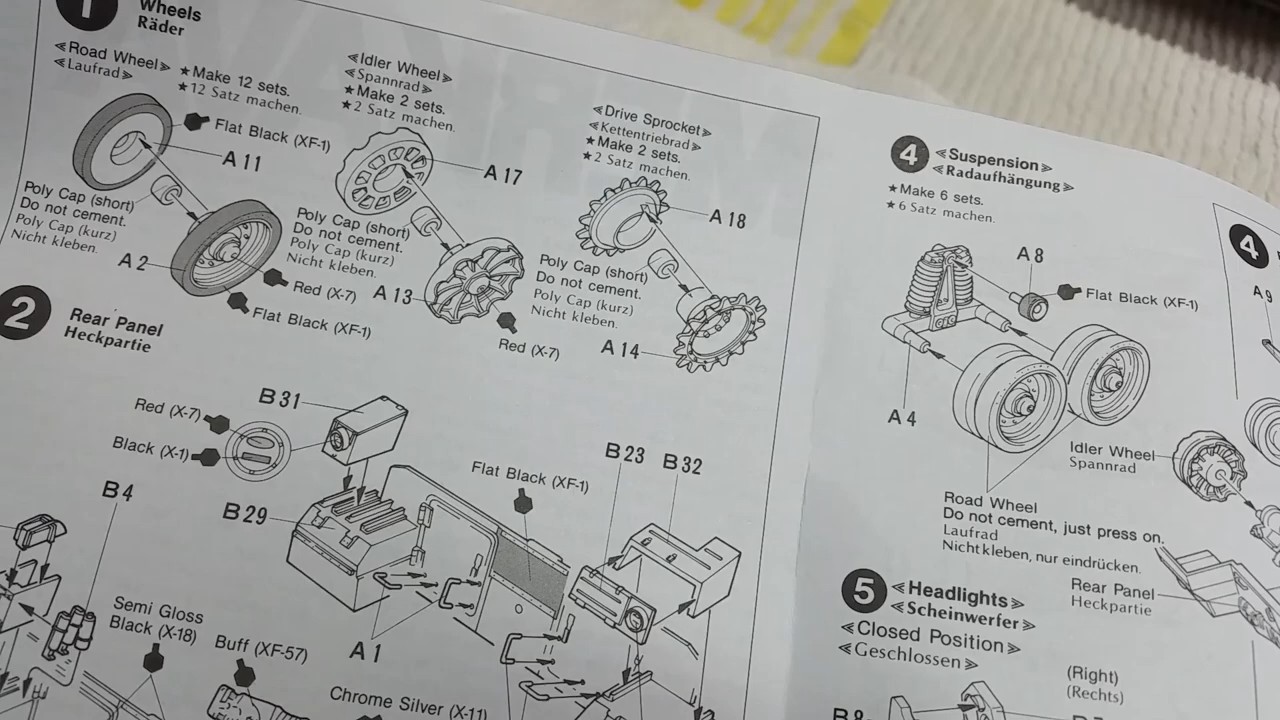 1
Wheels
Räder
≪Road Wheel≫
≪Laufrad≫
★Make 12 sets.
★12 Satz machen.
Flat Black (XF-1)
A 11
Poly Cap (short)
Do not cement.
Poly Cap (kurz)
Nicht kleben.
A 2
Red (X-7)
Flat Black (XF-1)
≪Idler Wheel≫
≪Spannrad≫
★Make 2 sets.
★2 Satz machen.
A 17
Poly Cap (short)
Do not cement.
Poly Cap (kurz)
Nicht kleben.
A 13
Red (X-7)
≪Drive Sprocket≫
≪Kettentriebrad≫
★Make 2 sets.
★2 Satz machen.
A 18
Poly Cap (short)
Do not cement.
Poly Cap (kurz)
Nicht kleben.
A 14
2
Rear Panel
Heckpartie
B 31
Red (X-7)
Black (X-1)
B 4
B 29
Flat Black (XF-1)
B 23
B 32
A 1
Semi Gloss
Black (X-18)
Buff (XF-57)
Chrome Silver (X-11)
4
≪Suspension≫
≪Radaufhängung≫
★Make 6 sets.
★6 Satz machen.
A 8
Flat Black (XF-1)
A 4
Road Wheel
Do not cement, just press on.
Laufrad
Nicht kleben, nur eindrücken.
4
A 9
Idler Wheel
Spannrad
Rear Panel
Heckpartie
5
≪Headlights≫
≪Scheinwerfer≫
≪Closed Position≫
≪Geschlossen≫
(Right)
(Rechts)
B 8